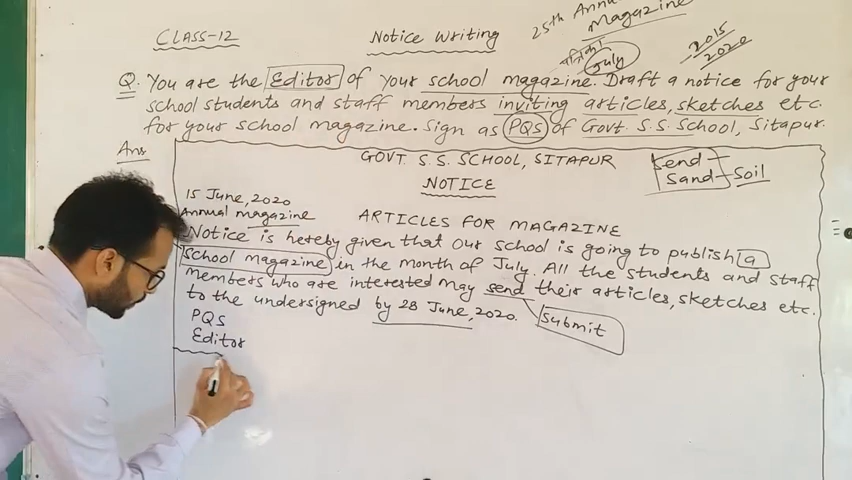 25th Annual
Magazine
CLASS-12
Notice Writing
पत्रिका
July
2015
2020
Q. You are the Editor of your school magazine. Draft a notice for your
school students and staff members inviting articles, sketches etc.
for your school magazine. Sign as PQS of Govt. S.S. School, Sitapur.
Ans
GOVT. S.S. SCHOOL, SITAPUR
Send
Sand
Soil
NOTICE
15 June, 2020
Annual magazine
ARTICLES FOR MAGAZINE
Notice is hereby given that our school is going to publish a
school magazine in the month of July. All the students and staff
members who are interested may send their articles, sketches etc.
to the undersigned by 28 June, 2020.
Submit
PQS
Editor